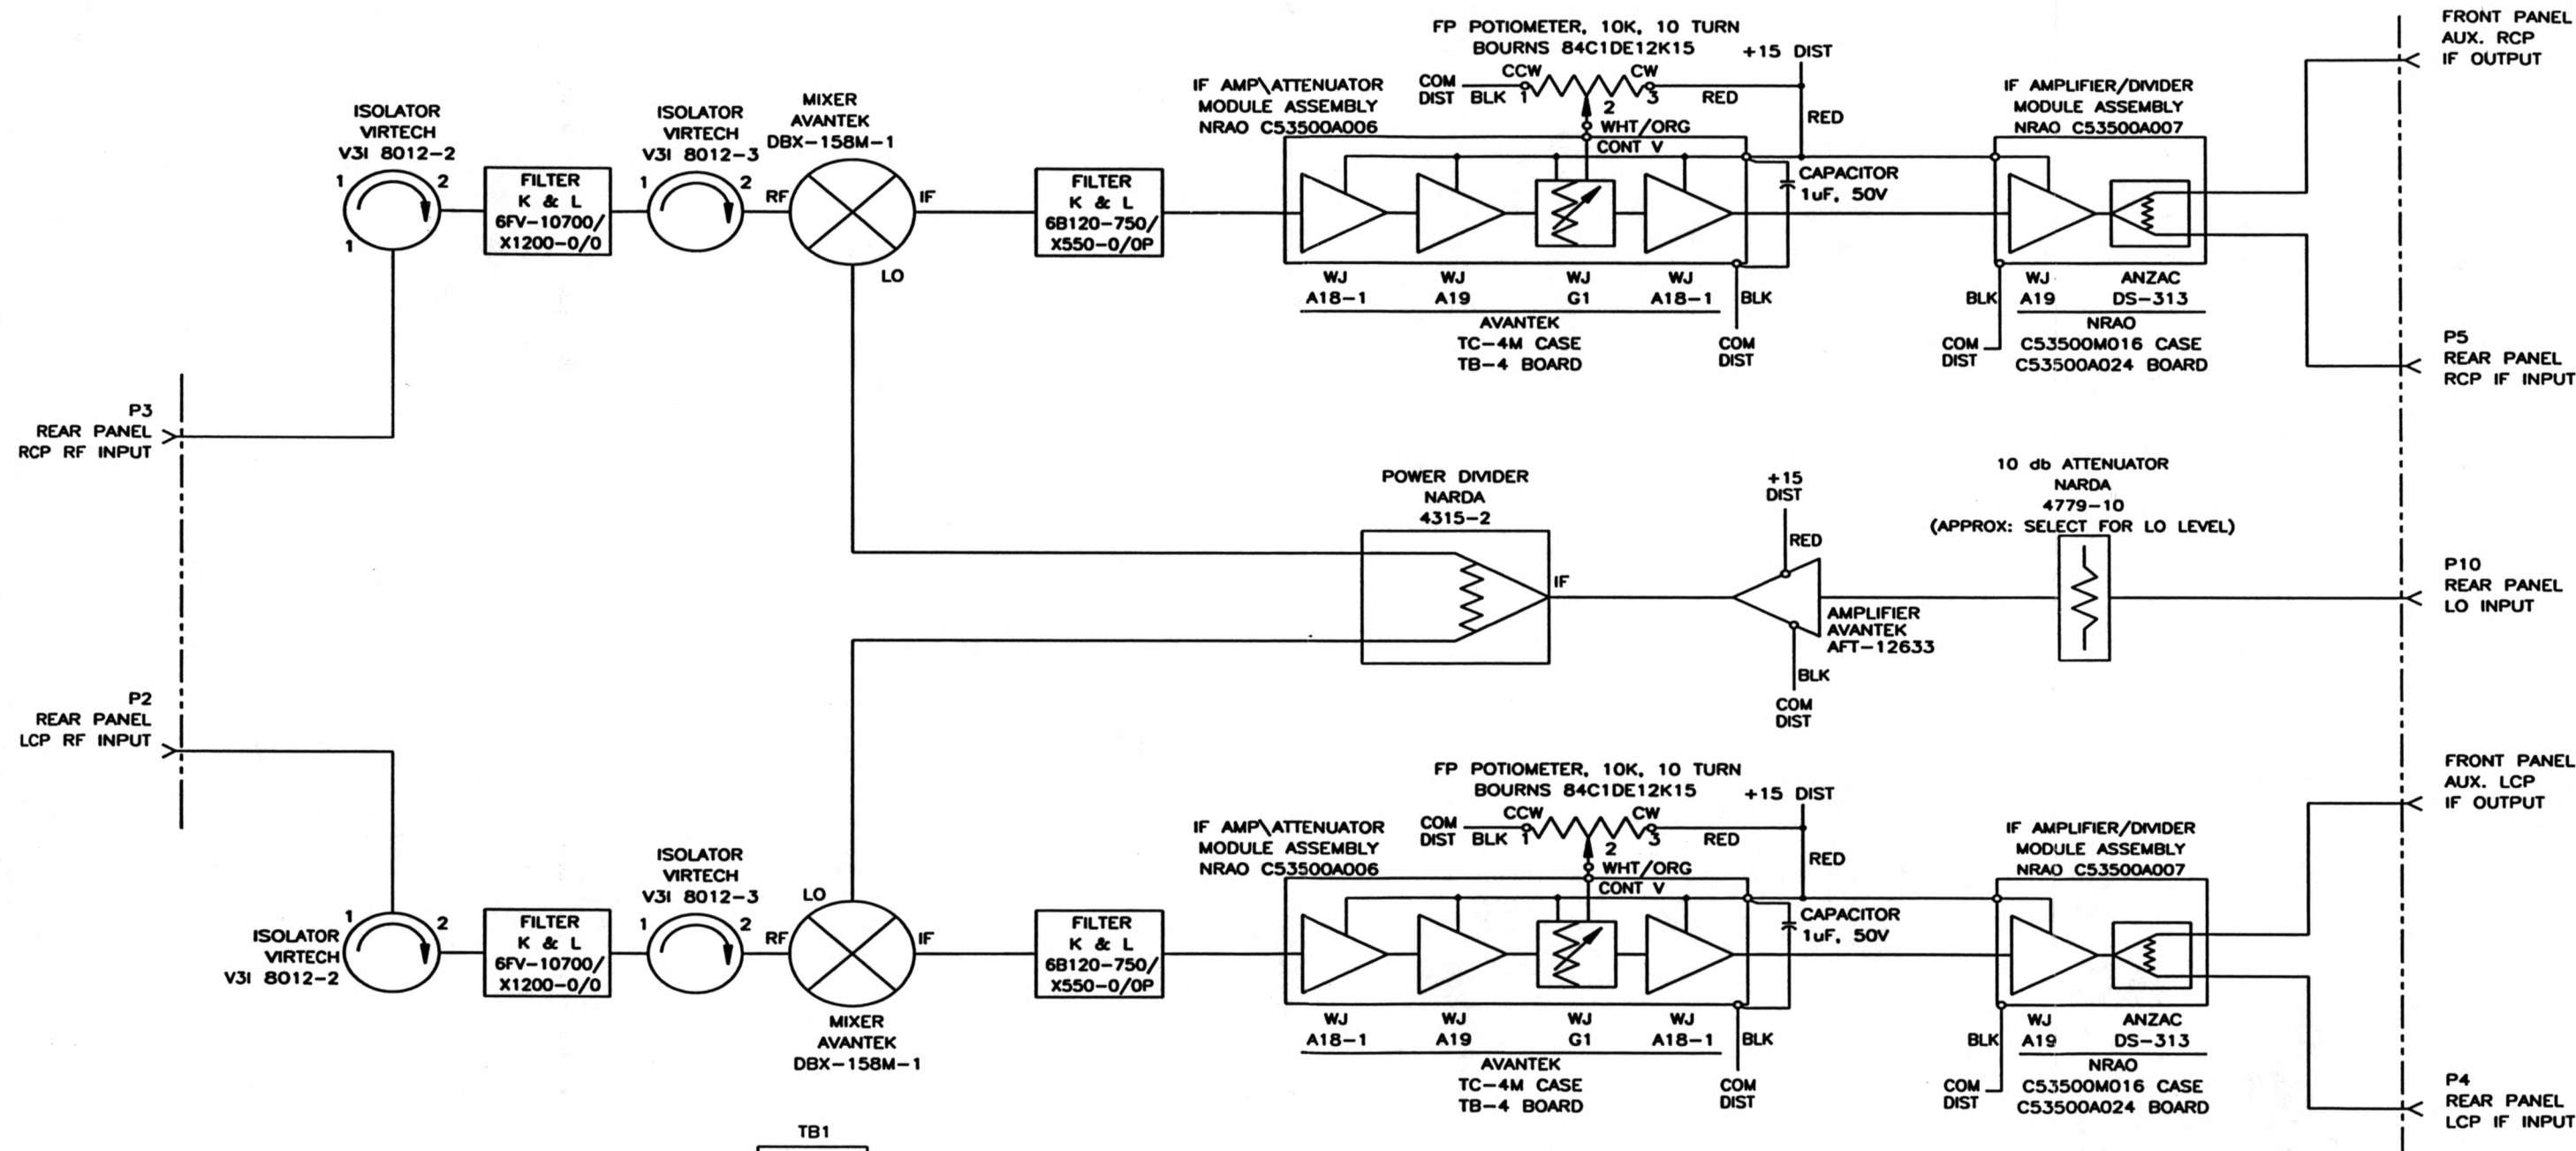 FP POTIOMETER, 10K, 10 TURN
BOURNS 84C1DE12K15
+15 DIST
FRONT PANEL
AUX. RCP
IF OUTPUT
ISOLATOR
VIRTECH
V3I 8012-2
1
2
1
FILTER
K & L
6FV-10700/
X1200-0/0
ISOLATOR
VIRTECH
V3I 8012-3
1
2
MIXER
AVANTEK
DBX-158M-1
RF
IF
LO
FILTER
K & L
6B120-750/
X550-0/0P
IF AMP\ATTENUATOR
MODULE ASSEMBLY
NRAO C53500A006
COM
DIST
BLK
CCW
1
2
CW
3
RED
RED
WHT/ORG
CONT V
CAPACITOR
1uF, 50V
WJ
A18-1
WJ
A19
WJ
G1
WJ
A18-1
BLK
AVANTEK
TC-4M CASE
TB-4 BOARD
COM
DIST
IF AMPLIFIER/DIVIDER
MODULE ASSEMBLY
NRAO C53500A007
BLK
WJ
A19
ANZAC
DS-313
COM
DIST
NRAO
C53500M016 CASE
C53500A024 BOARD
P5
REAR PANEL
RCP IF INPUT
P3
REAR PANEL
RCP RF INPUT
POWER DIVIDER
NARDA
4315-2
IF
+15
DIST
RED
AMPLIFIER
AVANTEK
AFT-12633
BLK
COM
DIST
10 db ATTENUATOR
NARDA
4779-10
(APPROX: SELECT FOR LO LEVEL)
P10
REAR PANEL
LO INPUT
P2
REAR PANEL
LCP RF INPUT
FP POTIOMETER, 10K, 10 TURN
BOURNS 84C1DE12K15
+15 DIST
FRONT PANEL
AUX. LCP
IF OUTPUT
ISOLATOR
VIRTECH
V3I 8012-2
1
2
FILTER
K & L
6FV-10700/
X1200-0/0
ISOLATOR
VIRTECH
V3I 8012-3
1
2
LO
RF
IF
MIXER
AVANTEK
DBX-158M-1
FILTER
K & L
6B120-750/
X550-0/0P
IF AMP\ATTENUATOR
MODULE ASSEMBLY
NRAO C53500A006
COM
DIST
BLK
CCW
1
2
CW
3
RED
RED
WHT/ORG
CONT V
CAPACITOR
1uF, 50V
WJ
A18-1
WJ
A19
WJ
G1
WJ
A18-1
BLK
AVANTEK
TC-4M CASE
TB-4 BOARD
COM
DIST
IF AMPLIFIER/DIVIDER
MODULE ASSEMBLY
NRAO C53500A007
BLK
WJ
A19
ANZAC
DS-313
COM
DIST
NRAO
C53500M016 CASE
C53500A024 BOARD
P4
REAR PANEL
LCP IF INPUT
TB1